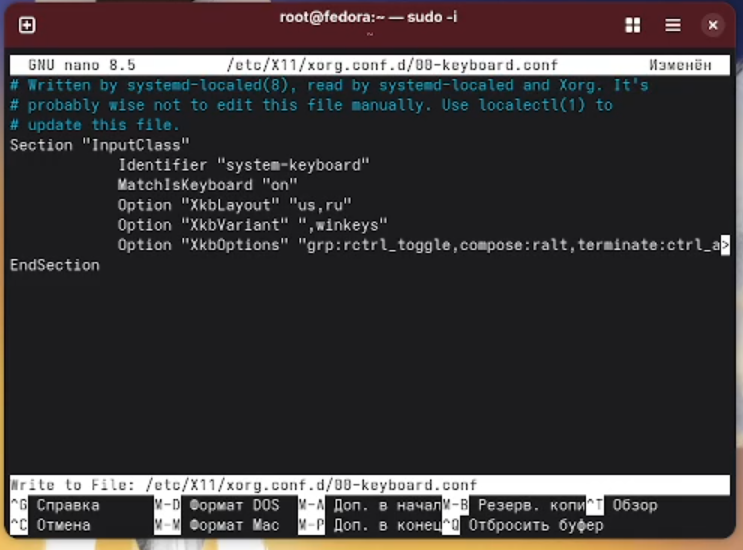 root@fedora:~ — sudo -i
~
GNU nano 8.5 /etc/X11/xorg.conf.d/00-keyboard.conf Изменён
# Written by systemd-localed(8), read by systemd-localed and Xorg. It's
# probably wise not to edit this file manually. Use localectl(1) to
# update this file.
Section "InputClass"
Identifier "system-keyboard"
MatchIsKeyboard "on"
Option "XkbLayout" "us,ru"
Option "XkbVariant" ",winkeys"
Option "XkbOptions" "grp:rctrl_toggle,compose:ralt,terminate:ctrl_a>
EndSection
Write to File: /etc/X11/xorg.conf.d/00-keyboard.conf
^G Справка M-D Формат DOS M-A Доп. в начал M-B Резерв. копи ^T Обзор
^C Отмена M-M Формат Mac M-P Доп. в конец ^Q Отбросить буфер